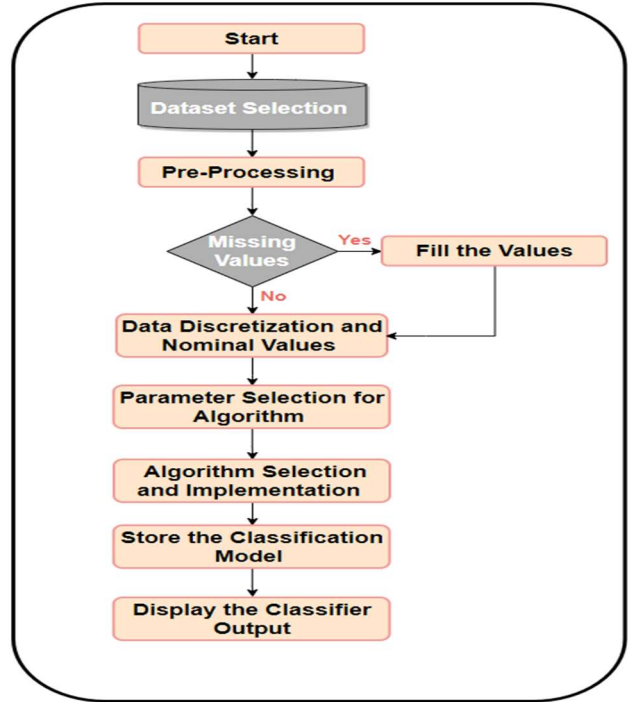 Start
Dataset Selection
Pre-Processing
Missing
Values
Yes
Fill the Values
No
Data Discretization and
Nominal Values
Parameter Selection for
Algorithm
Algorithm Selection
and Implementation
Store the Classification
Model
Display the Classifier
Output